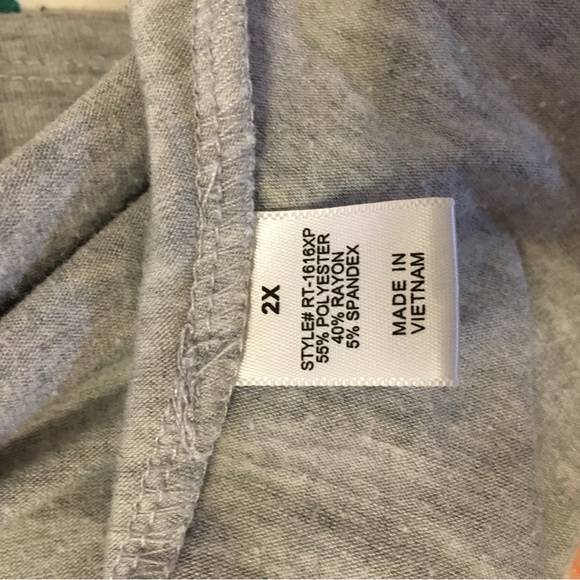 2X
STYLE# RT-1616XP
55% POLYESTER
40% RAYON
5% SPANDEX
MADE IN
VIETNAM